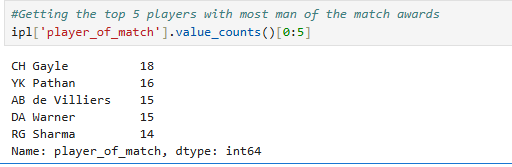 #Getting the top 5 players with most man of the match awards
ipl['player_of_match'].value_counts()[0:5]
CH Gayle 18
YK Pathan 16
AB de Villiers 15
DA Warner 15
RG Sharma 14
Name: player_of_match, dtype: int64